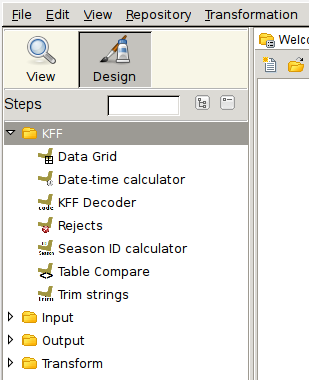 File Edit View Repository Transformation
View Design
Steps
KFF
Data Grid
Date-time calculator
KFF Decoder
Rejects
Season ID calculator
Table Compare
Trim strings
Input
Output
Transform